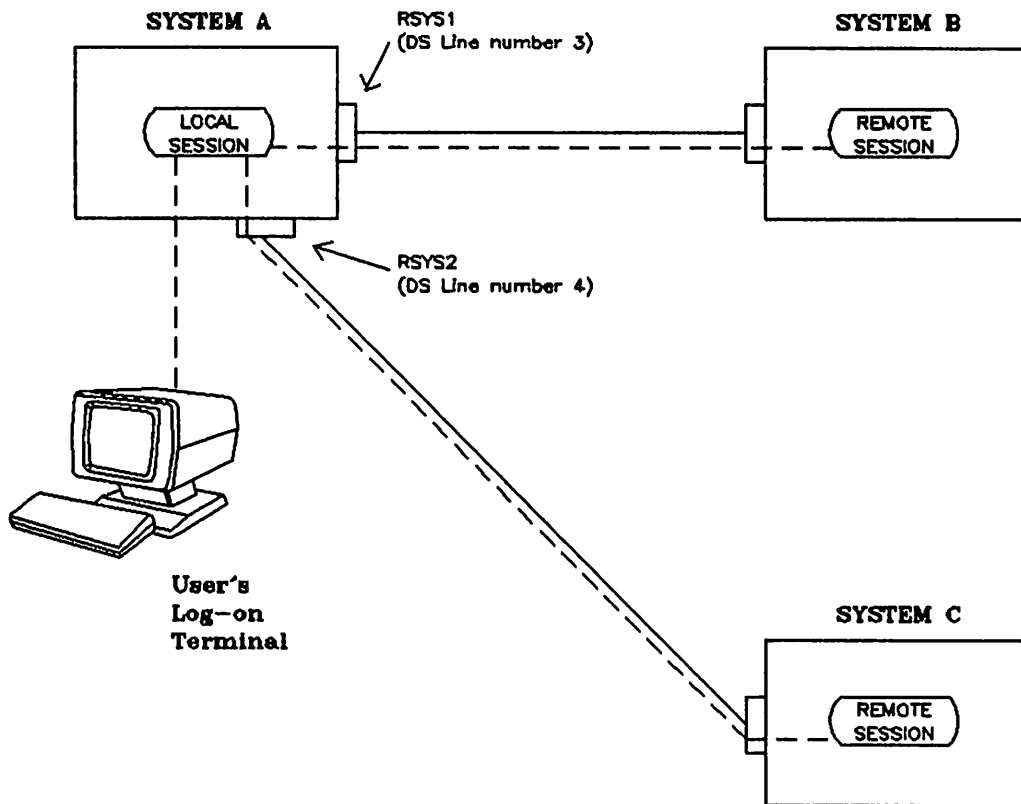 SYSTEM A
RSYS1
(DS Line number 3)
SYSTEM B
LOCAL
SESSION
REMOTE
SESSION
RSYS2
(DS Line number 4)
User's
Log-on
Terminal
SYSTEM C
REMOTE
SESSION